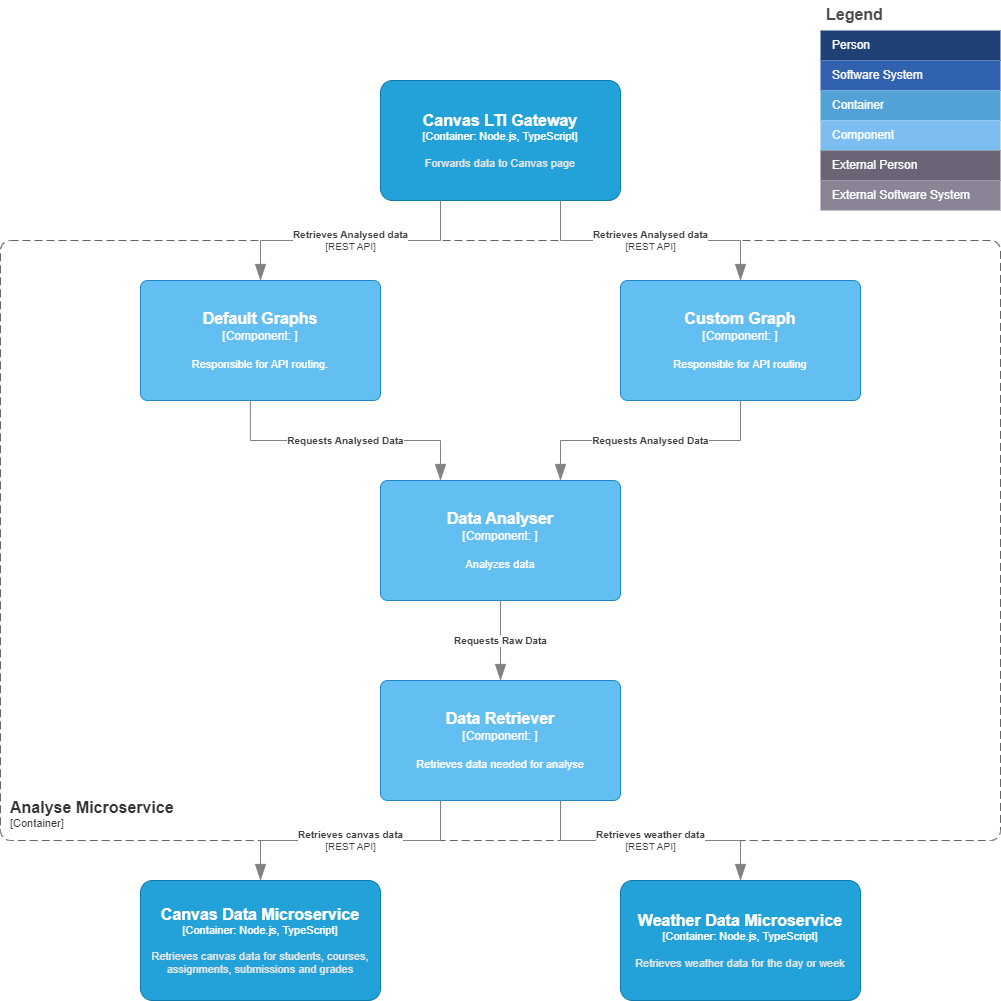 Legend
Person
Software System
Container
Component
External Person
External Software System
Canvas LTI Gateway
[Container: Node.js, TypeScript]
Forwards data to Canvas page
Retrieves Analysed data
[REST API]
Retrieves Analysed data
[REST API]
Default Graphs
[Component: ]
Responsible for API routing.
Custom Graph
[Component: ]
Responsible for API routing
Requests Analysed Data
Requests Analysed Data
Data Analyser
[Component: ]
Analyzes data
Requests Raw Data
Data Retriever
[Component: ]
Retrieves data needed for analyse
Analyse Microservice
[Container]
Retrieves canvas data
[REST API]
Retrieves weather data
[REST API]
Canvas Data Microservice
[Container: Node.js, TypeScript]
Retrieves canvas data for students, courses,
assignments, submissions and grades
Weather Data Microservice
[Container: Node.js, TypeScript]
Retrieves weather data for the day or week